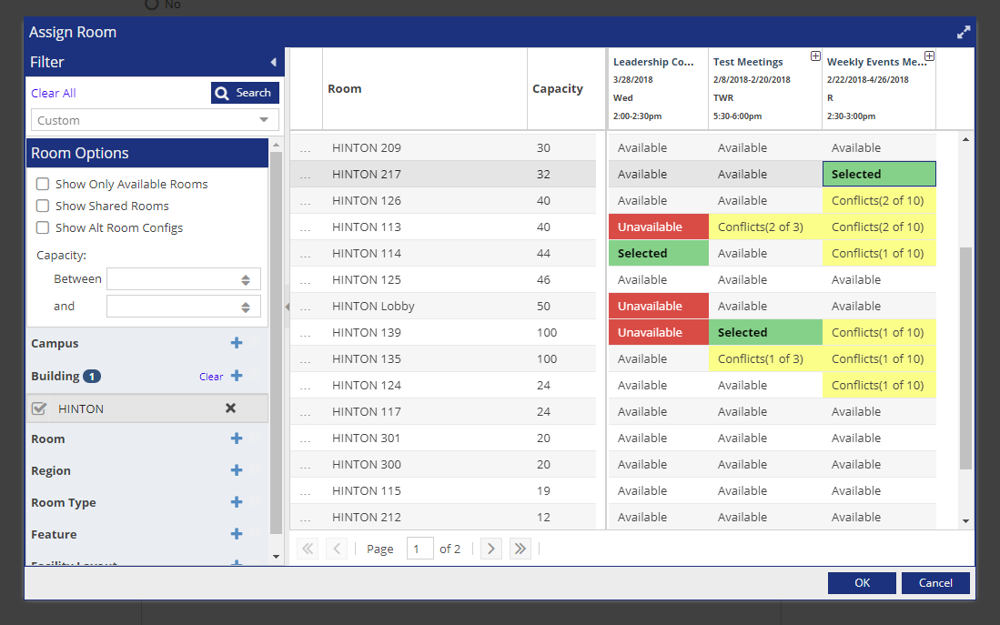 No
Assign Room
Filter
Clear All
Search
Custom
Room Options
Show Only Available Rooms
Show Shared Rooms
Show Alt Room Configs
Capacity:
Between
and
Campus
Building 1 Clear
HINTON
Room
Region
Room Type
Feature
Facility Layout
Room Capacity
Leadership Co...
3/28/2018
Wed
2:00-2:30pm
Test Meetings
2/8/2018-2/20/2018
TWR
5:30-6:00pm
Weekly Events Me...
2/22/2018-4/26/2018
R
2:30-3:00pm
... HINTON 209 30 Available Available Available
... HINTON 217 32 Available Available Selected
... HINTON 126 40 Available Available Conflicts(2 of 10)
... HINTON 113 40 Unavailable Conflicts(2 of 3) Conflicts(2 of 10)
... HINTON 114 44 Selected Available Conflicts(1 of 10)
... HINTON 125 46 Available Available Available
... HINTON Lobby 50 Unavailable Available Available
... HINTON 139 100 Unavailable Selected Conflicts(1 of 10)
... HINTON 135 100 Available Conflicts(1 of 3) Conflicts(1 of 10)
... HINTON 124 24 Available Available Conflicts(1 of 10)
... HINTON 117 24 Available Available Available
... HINTON 301 20 Available Available Available
... HINTON 300 20 Available Available Available
... HINTON 115 19 Available Available Available
... HINTON 212 12 Available Available Available
Page 1 of 2
OK Cancel